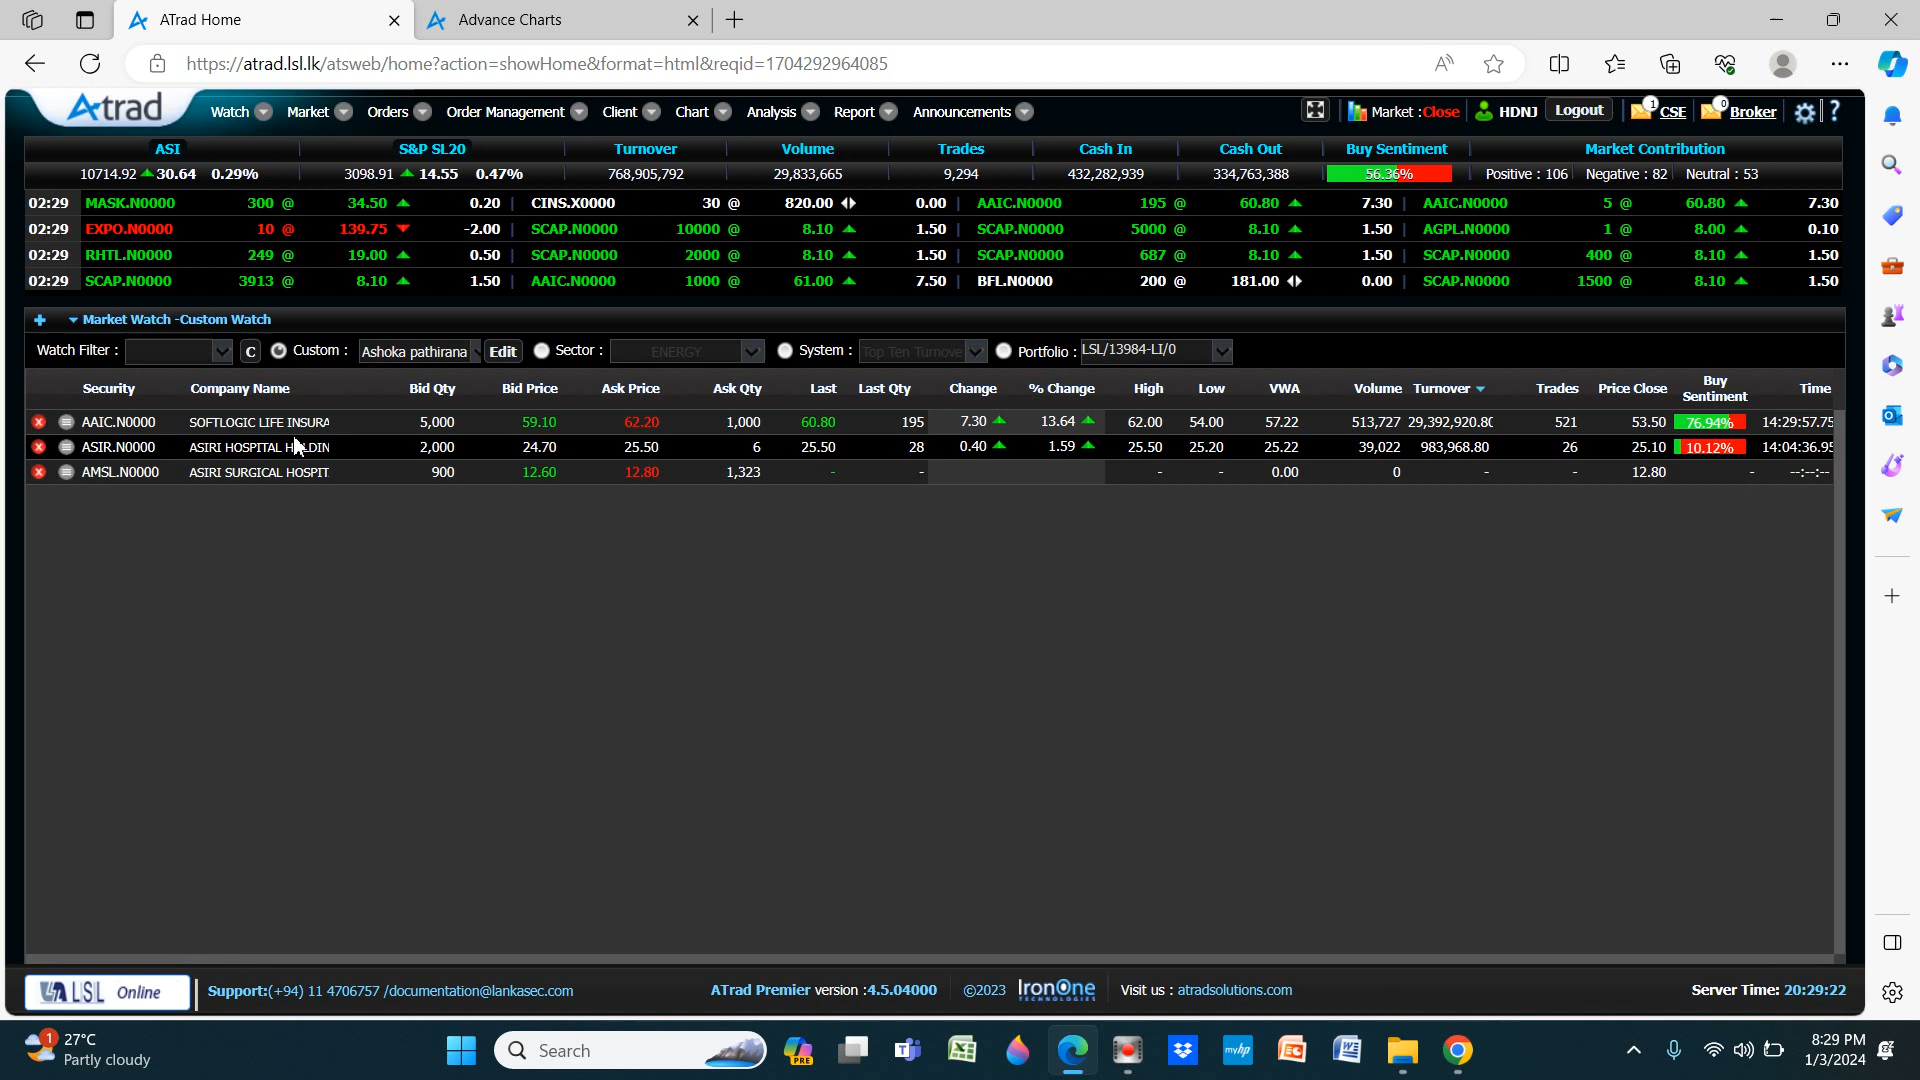 ATrad Home
Advance Charts
https://atrad.lsl.lk/atsweb/home?action=showHome&format=html&reqid=1704292964085
Atrad Watch Market Orders Order Management Client Chart Analysis Report Announcements Market :Close HDNJ Logout 1 CSE 0 Broker ?
ASI S&P SL20 Turnover Volume Trades Cash In Cash Out Buy Sentiment Market Contribution
10714.92 30.64 0.29% 3098.91 14.55 0.47% 768,905,792 29,833,665 9,294 432,282,939 334,763,388 56.36% Positive : 106 Negative : 82 Neutral : 53
02:29 MASK.N0000 300 @ 34.50 0.20 | CINS.X0000 30 @ 820.00 0.00 | AAIC.N0000 195 @ 60.80 7.30 | AAIC.N0000 5 @ 60.80 7.30
02:29 EXPO.N0000 10 @ 139.75 -2.00 | SCAP.N0000 10000 @ 8.10 1.50 | SCAP.N0000 5000 @ 8.10 1.50 | AGPL.N0000 1 @ 8.00 0.10
02:29 RHTL.N0000 249 @ 19.00 0.50 | SCAP.N0000 2000 @ 8.10 1.50 | SCAP.N0000 687 @ 8.10 1.50 | SCAP.N0000 400 @ 8.10 1.50
02:29 SCAP.N0000 3913 @ 8.10 1.50 | AAIC.N0000 1000 @ 61.00 7.50 | BFL.N0000 200 @ 181.00 0.00 | SCAP.N0000 1500 @ 8.10 1.50
Market Watch -Custom Watch
Watch Filter : C Custom : Ashoka pathirana Edit Sector : ENERGY System : Top Ten Turnove Portfolio : LSL/13984-LI/0
Security Company Name Bid Qty Bid Price Ask Price Ask Qty Last Last Qty Change % Change High Low VWA Volume Turnover Trades Price Close Buy Sentiment Time
AAIC.N0000 SOFTLOGIC LIFE INSURA 5,000 59.10 62.20 1,000 60.80 195 7.30 13.64 62.00 54.00 57.22 513,727 29,392,920.80 521 53.50 76.94% 14:29:57.75
ASIR.N0000 ASIRI HOSPITAL HOLDIN 2,000 24.70 25.50 6 25.50 28 0.40 1.59 25.50 25.20 25.22 39,022 983,968.80 26 25.10 10.12% 14:04:36.95
AMSL.N0000 ASIRI SURGICAL HOSPIT. 900 12.60 12.80 1,323 - - - - 0.00 0 - - 12.80 - --:--:--
LSL Online Support:(+94) 11 4706757 /documentation@lankasec.com ATrad Premier version :4.5.04000 ©2023 IronOne TECHNOLOGIES Visit us : atradsolutions.com Server Time: 20:29:22
1 27°C
Partly cloudy
Search
PRE
myhp
8:29 PM
1/3/2024